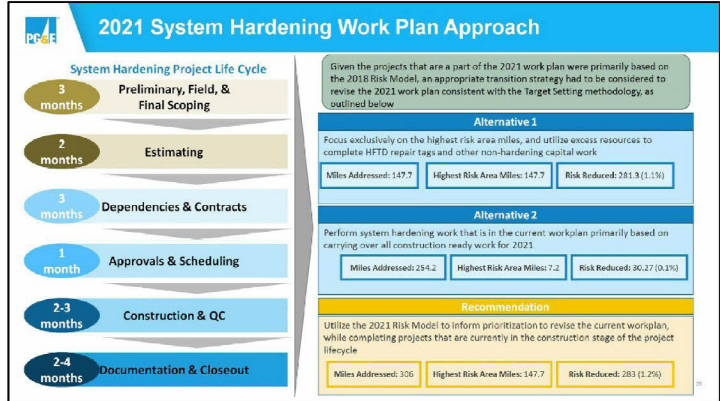 PG&E
2021 System Hardening Work Plan Approach
System Hardening Project Life Cycle
3
months
Preliminary, Field, &
Final Scoping
2
months
Estimating
3
months
Dependencies & Contracts
1
month
Approvals & Scheduling
2-3
months
Construction & QC
2-4
months
Documentation & Closeout
Given the projects that are a part of the 2021 work plan were primarily based on
the 2018 Risk Model, an appropriate transition strategy had to be considered to
revise the 2021 work plan consistent with the Target Setting methodology, as
outlined below
Alternative 1
Focus exclusively on the highest risk area miles, and utilize excess resources to
complete HFTD repair tags and other non-hardening capital work
Miles Addressed: 147.7
Highest Risk Area Miles: 147.7
Risk Reduced: 281.3 (1.1%)
Alternative 2
Perform system hardening work that is in the current workplan primarily based on
carrying over all construction ready work for 2021
Miles Addressed: 254.2
Highest Risk Area Miles: 7.2
Risk Reduced: 30.27 (0.1%)
Recommendation
Utilize the 2021 Risk Model to inform prioritization to revise the current workplan,
while completing projects that are currently in the construction stage of the project
lifecycle
Miles Addressed: 306
Highest Risk Area Miles: 147.7
Risk Reduced: 283 (1.2%)